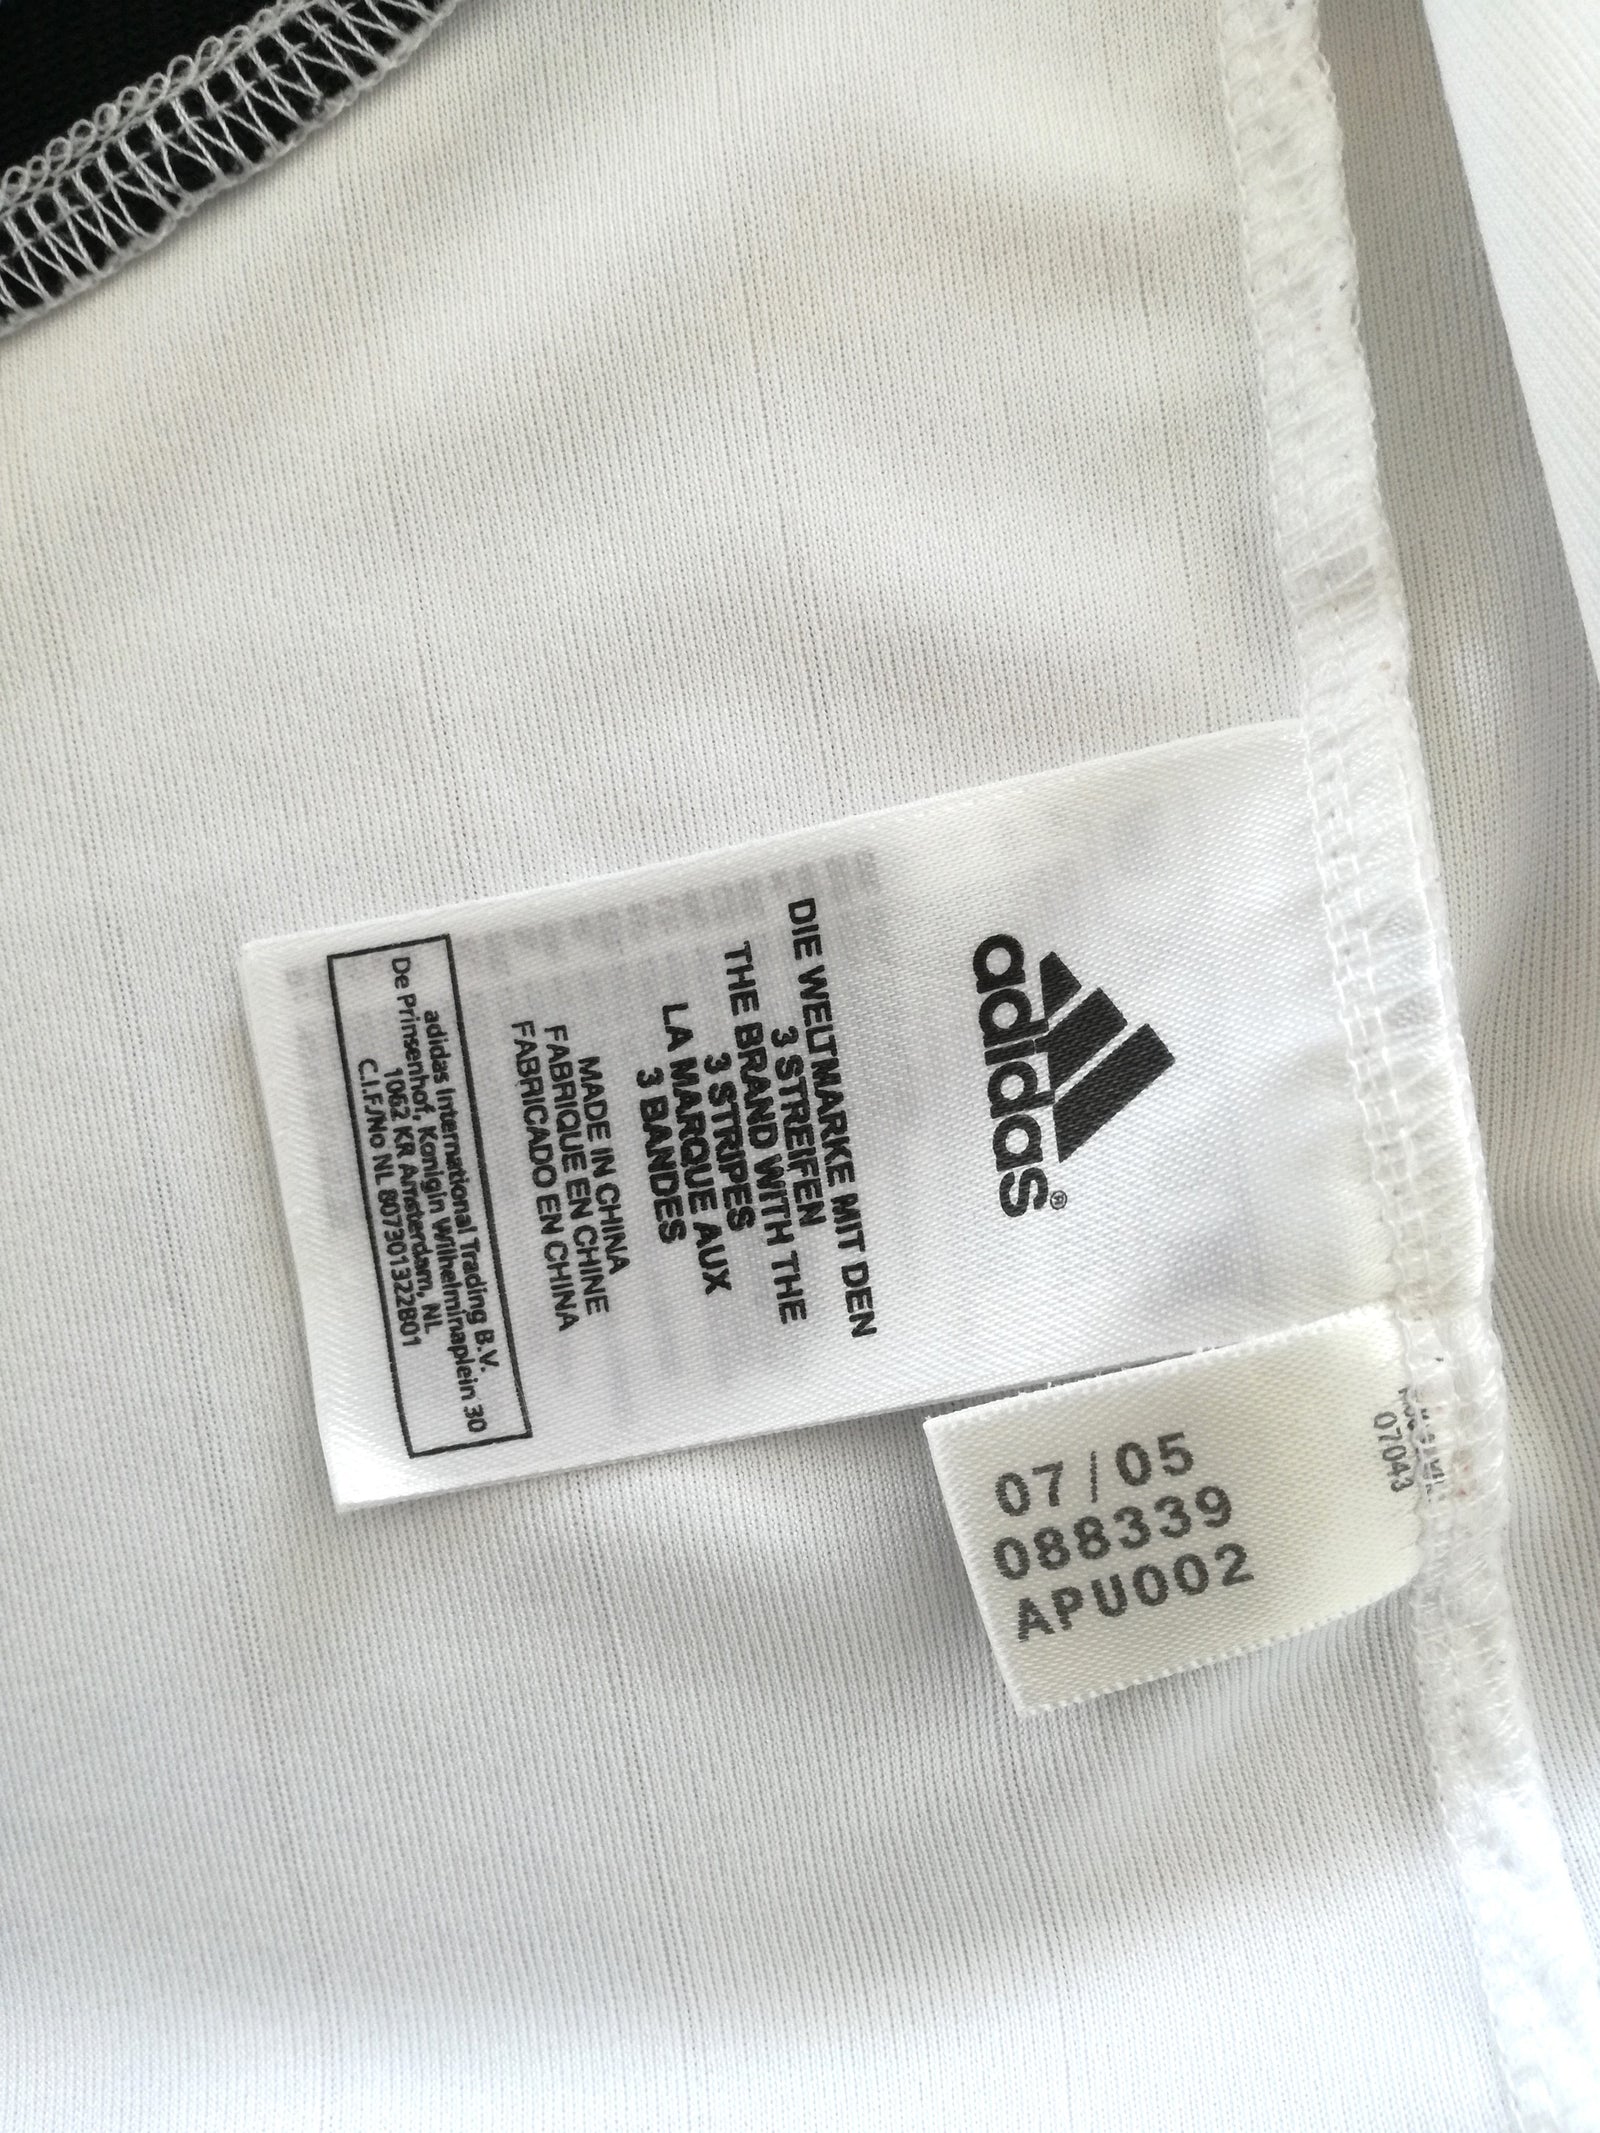 adidas®
DIE WELTMARKE MIT DEN
3 STREIFEN
THE BRAND WITH THE
3 STRIPES
LA MARQUE AUX
3 BANDES
MADE IN CHINA
FABRIQUE EN CHINE
FABRICADO EN CHINA
adidas International Trading B.V.
De Prinsenhof, Konigin Wilhelminaplein 30
1062 KR Amsterdam, NL
C.I.F./No NL 807301322B01
07/05
088339
APU002
07043